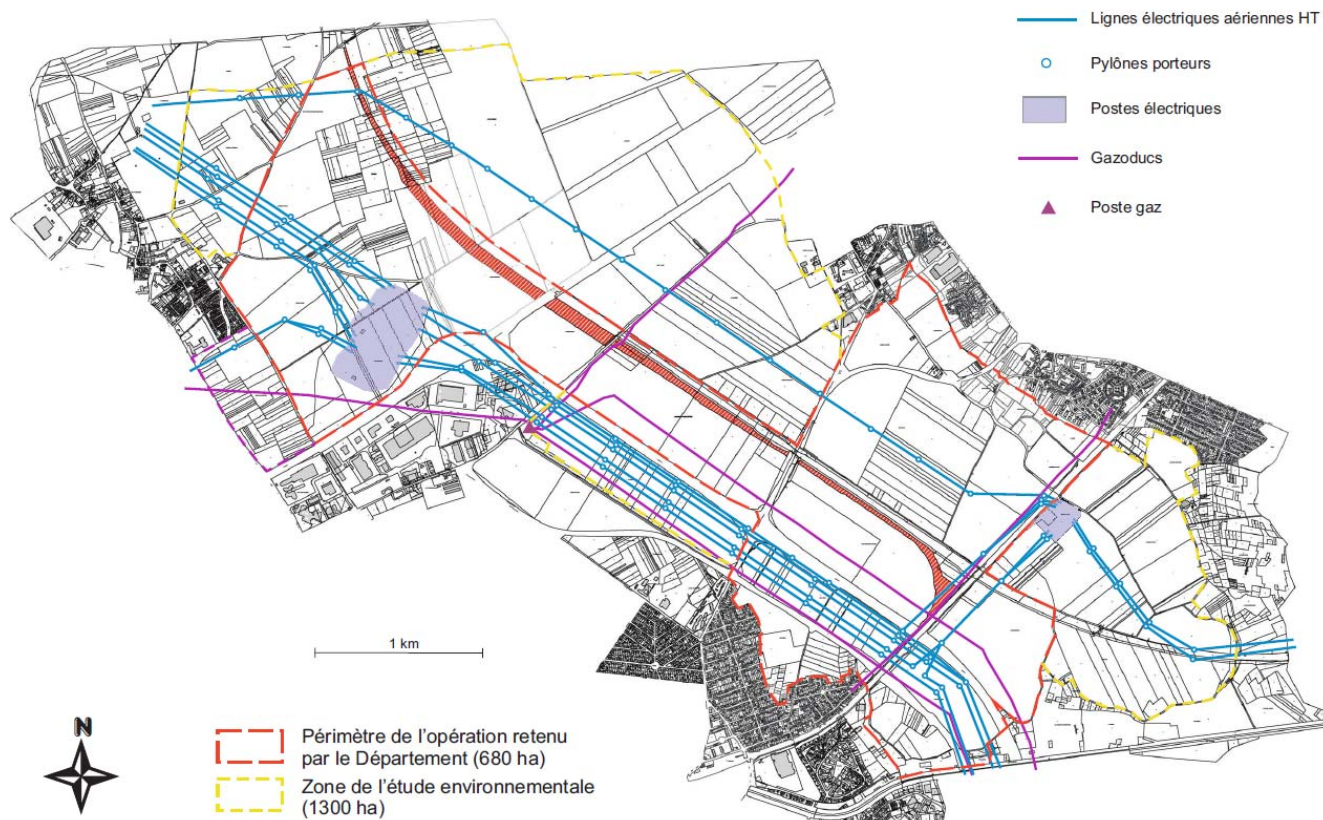 Lignes électriques aériennes HT
Pylônes porteurs
Postes électriques
Gazoducs
Poste gaz
1 km
N
Périmètre de l'opération retenu
par le Département (680 ha)
Zone de l'étude environnementale
(1300 ha)